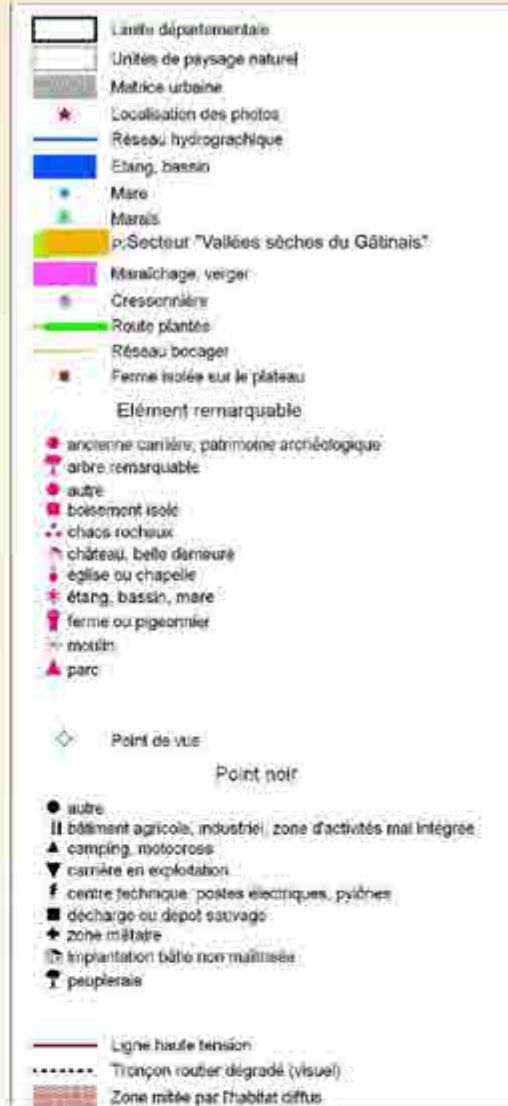 Limite départementale
Unités de paysage naturel
Matrice urbaine
Localisation des photos
Réseau hydrographique
Etang, bassin
Mare
Marais
Secteur "Vallées sèches du Gâtinais"
Maraîchage, verger
Cressonnière
Route plantée
Réseau bocager
Ferme isolée sur le plateau
Elément remarquable
ancienne carrière, patrimoine archéologique
arbre remarquable
autre
boisement isolé
chaos rocheux
château, belle demeure
église ou chapelle
étang, bassin, mare
ferme ou pigeonnier
moulin
parc
Point de vue
Point noir
autre
bâtiment agricole, industriel, zone d'activités mal intégrée
camping, motocross
carrière en exploitation
centre technique, postes électriques, pylônes
décharge ou dépôt sauvage
zone militaire
implantation bâtie non maîtrisée
peupleraie
Ligne haute tension
Tronçon routier dégradé (visuel)
Zone mitée par l'habitat diffus